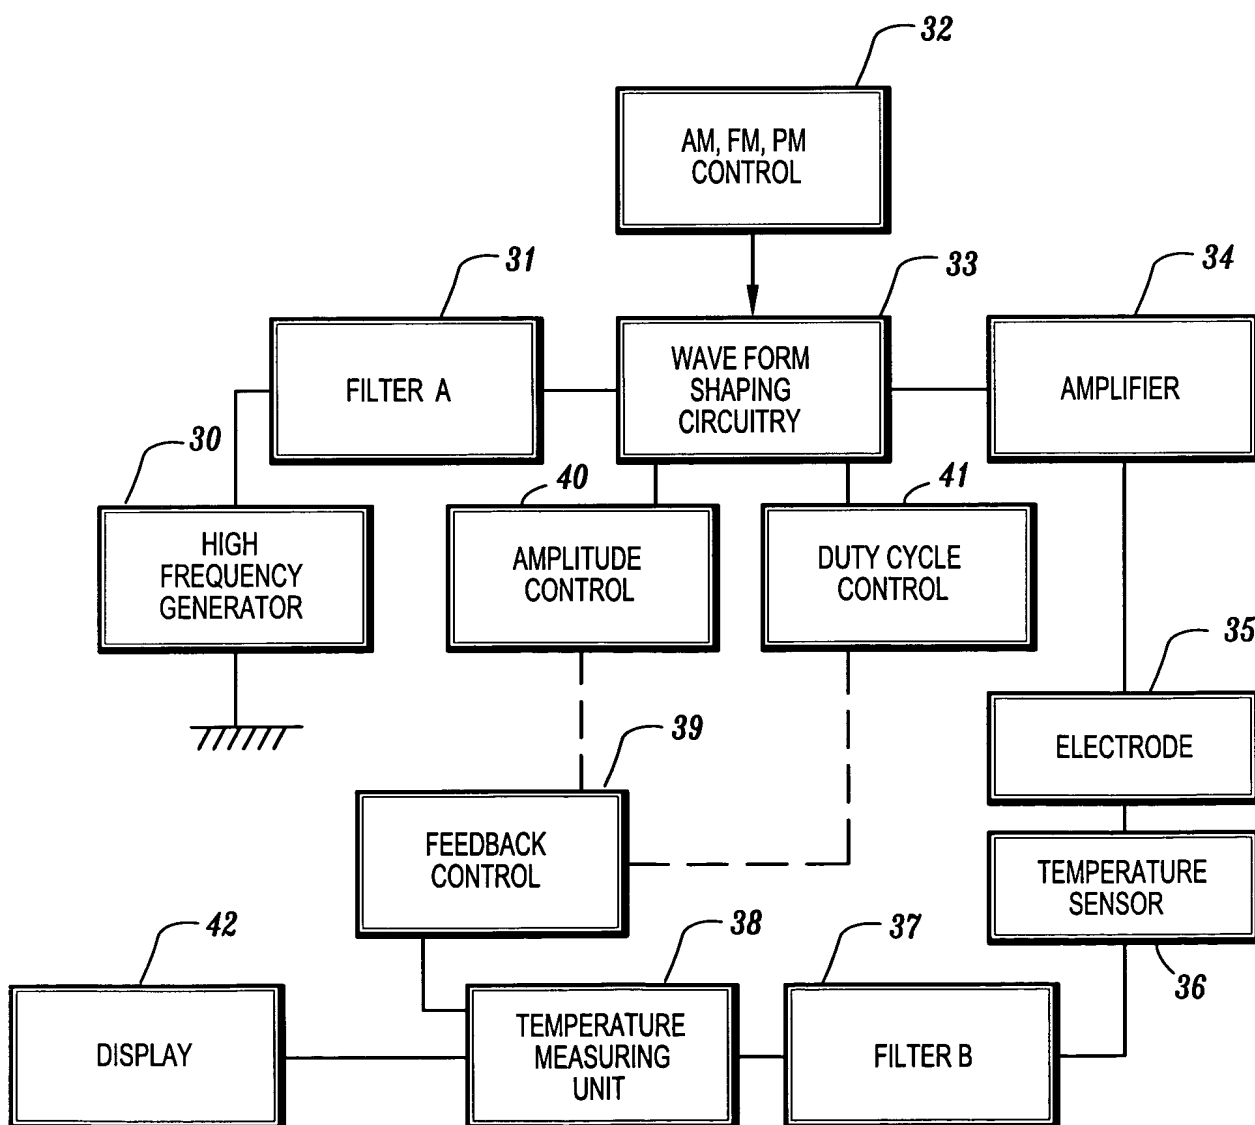 32
AM, FM, PM
CONTROL
31
33
34
FILTER A
WAVE FORM
SHAPING
CIRCUITRY
AMPLIFIER
30
40
41
HIGH
FREQUENCY
GENERATOR
AMPLITUDE
CONTROL
DUTY CYCLE
CONTROL
35
ELECTRODE
39
FEEDBACK
CONTROL
TEMPERATURE
SENSOR
36
42
38
37
DISPLAY
TEMPERATURE
MEASURING
UNIT
FILTER B